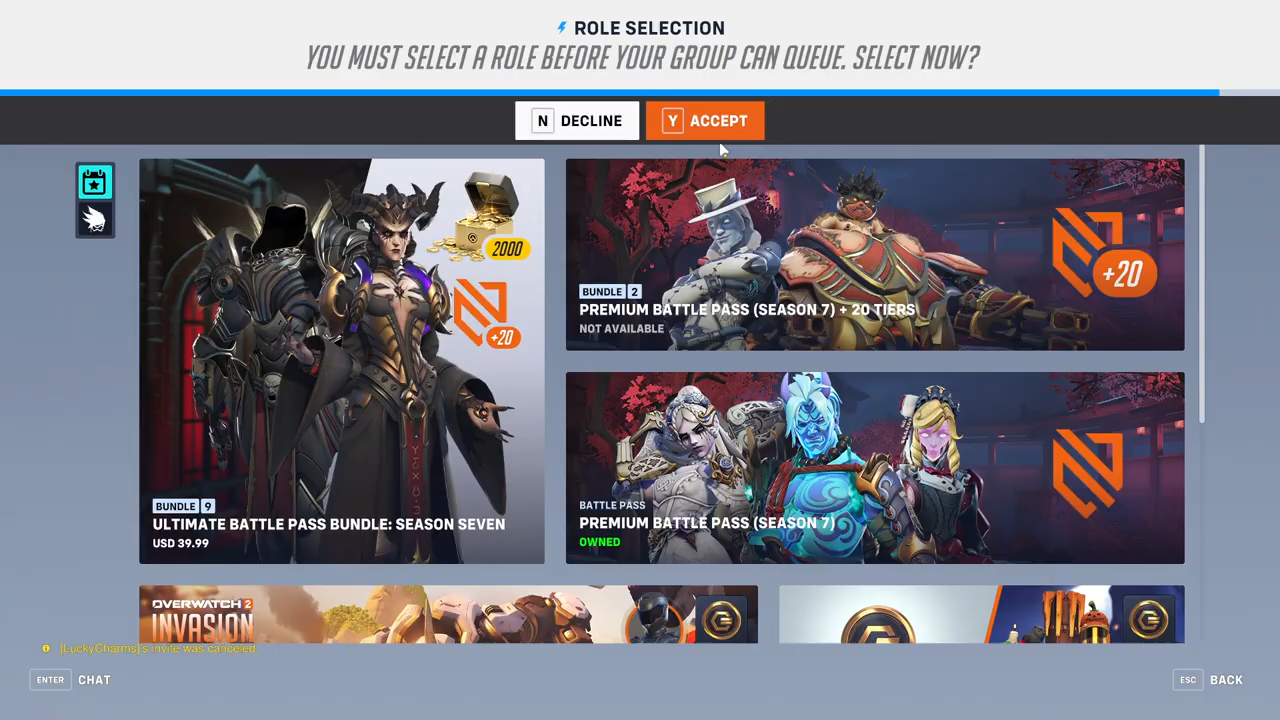 ROLE SELECTION
YOU MUST SELECT A ROLE BEFORE YOUR GROUP CAN QUEUE. SELECT NOW?
N DECLINE
Y ACCEPT
2000
+20
BUNDLE 9
ULTIMATE BATTLE PASS BUNDLE: SEASON SEVEN
USD 39.99
+20
BUNDLE 2
PREMIUM BATTLE PASS (SEASON 7) + 20 TIERS
NOT AVAILABLE
BATTLE PASS
PREMIUM BATTLE PASS (SEASON 7)
OWNED
OVERWATCH 2
INVASION
[LuckyCharms]'s invite was canceled.
ENTER CHAT
ESC BACK